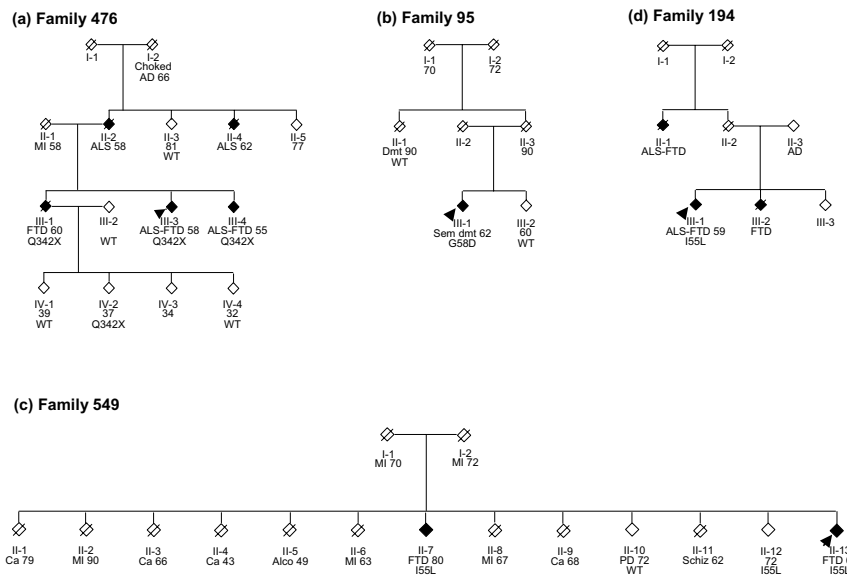 (a) Family 476
(b) Family 95
(d) Family 194
I-1
I-2
Choked
AD 66
II-1
MI 58
II-2
ALS 58
II-3
81
WT
II-4
ALS 62
II-5
77
III-1
FTD 60
Q342X
III-2
WT
III-3
ALS-FTD 58
Q342X
III-4
ALS-FTD 55
Q342X
IV-1
39
WT
IV-2
37
Q342X
IV-3
34
IV-4
32
WT
I-1
70
I-2
72
II-1
Dmt 90
WT
II-2
II-3
90
III-1
Sem dmt 62
G58D
III-2
60
WT
I-1
I-2
II-1
ALS-FTD
II-2
II-3
AD
III-1
ALS-FTD 59
I55L
III-2
FTD
III-3
(c) Family 549
I-1
MI 70
I-2
MI 72
II-1
Ca 79
II-2
MI 90
II-3
Ca 66
II-4
Ca 43
II-5
Alco 49
II-6
MI 63
II-7
FTD 80
I55L
II-8
MI 67
II-9
Ca 68
II-10
PD 72
WT
II-11
Schiz 62
II-12
72
I55L
II-13
FTD
I55L